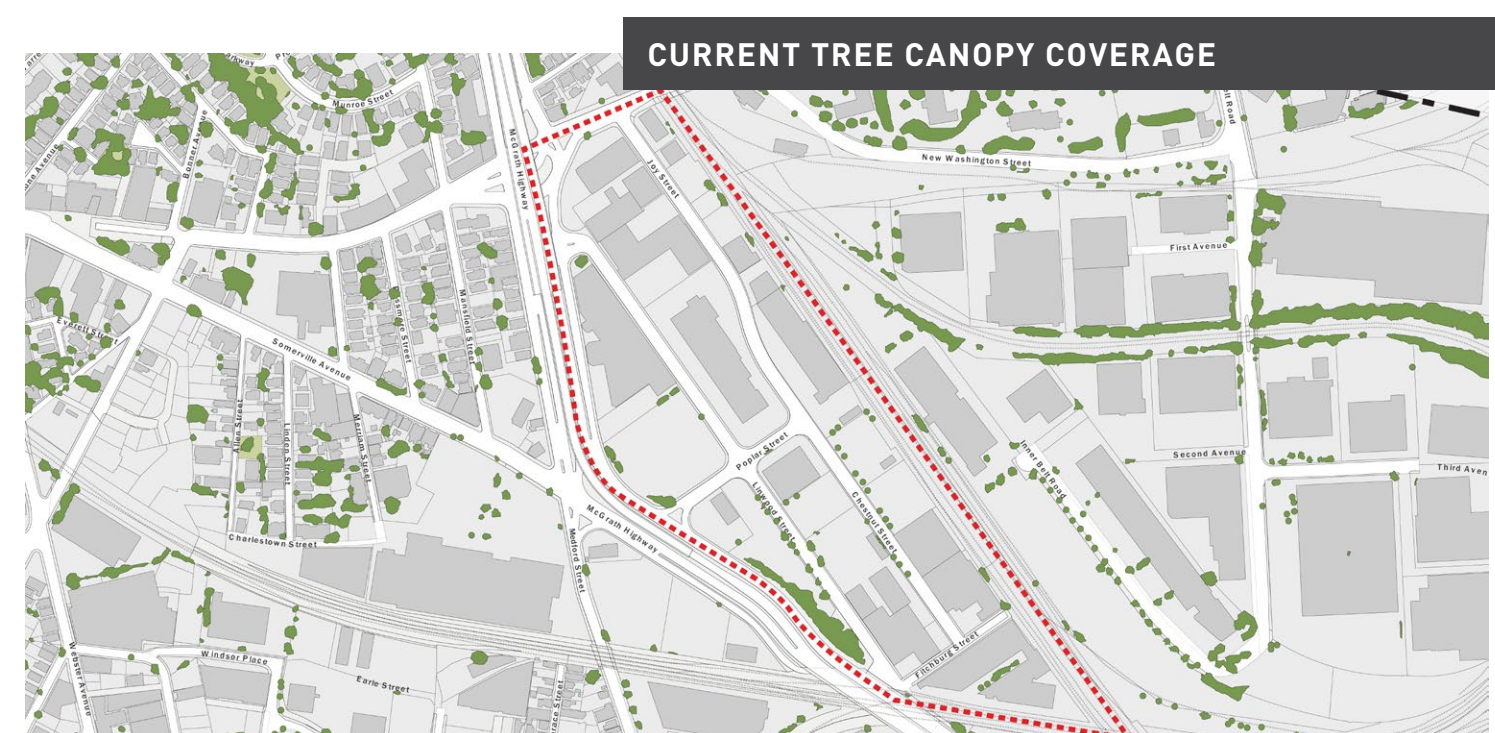 CURRENT TREE CANOPY COVERAGE
Munroe Street
Bonner Avenue
McGrath Highway
Joy Street
New Washington Street
First Avenue
Everett Street
Somerville Avenue
Mansfield Street
Allen Street
Linden Street
Merriam Street
Poplar Street
Linwood Street
Chestnut Street
Inner Belt Road
Second Avenue
Third Aven
McGrath Highway
Medford Street
Charlestown Street
Fitchburg Street
Windsor Place
Webster Avenue
Earle Street